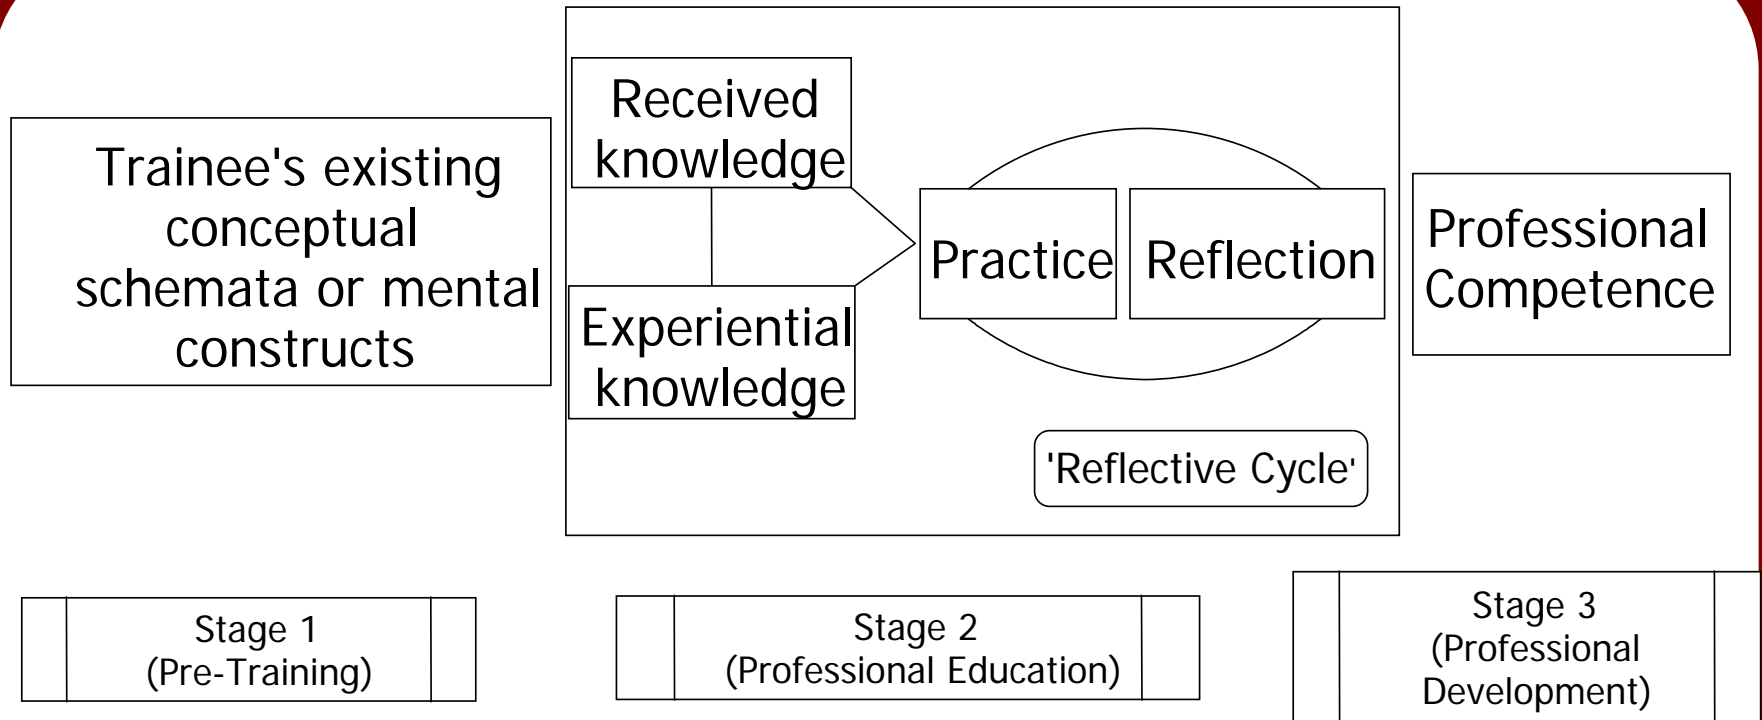 Trainee's existing
conceptual
schemata or mental
constructs
Received
knowledge
Experiential
knowledge
Practice
Reflection
'Reflective Cycle'
Professional
Competence
Stage 1
(Pre-Training)
Stage 2
(Professional Education)
Stage 3
(Professional
Development)